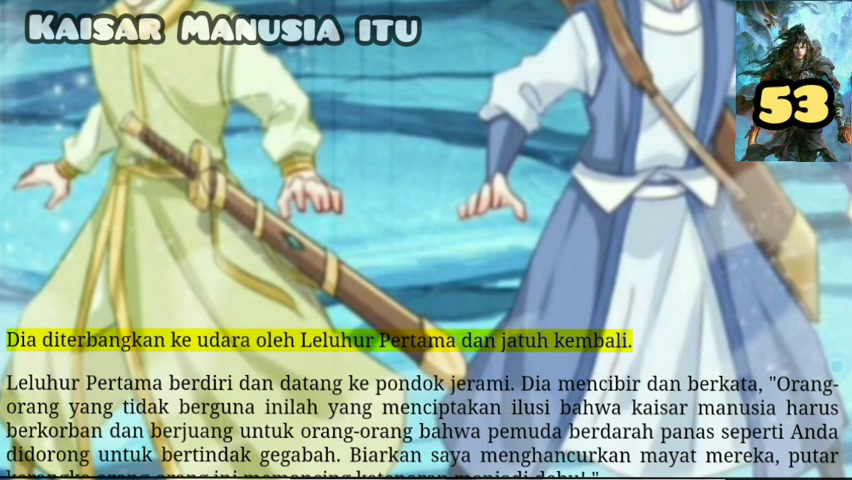 Kaisar Manusia itu
53
Dia diterbangkan ke udara oleh Leluhur Pertama dan jatuh kembali.
Leluhur Pertama berdiri dan datang ke pondok jerami. Dia mencibir dan berkata, "Orang-
orang yang tidak berguna inilah yang menciptakan ilusi bahwa kaisar manusia harus
berkorban dan berjuang untuk orang-orang bahwa pemuda berdarah panas seperti Anda
didorong untuk bertindak gegabah. Biarkan saya menghancurkan mayat mereka, putar